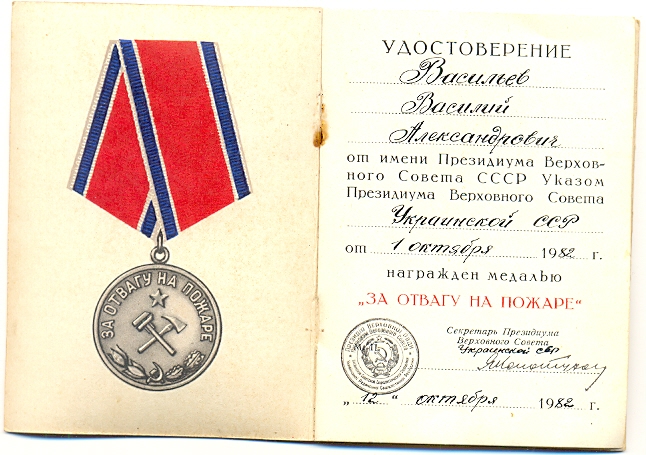 ЗА ОТВАГУ НА ПОЖАРЕ
УДОСТОВЕРЕНИЕ
Васильев
Василий
Александрович
от имени Президиума Верхов-
ного Совета СССР Указом
Президиума Верховного Совета
Украинской ССР
от 1 октября 1982 г.
награжден медалью
„ЗА ОТВАГУ НА ПОЖАРЕ“
Секретарь Президиума
Верховного Совета
Украинской ССР
„12“ октября 1982 г.